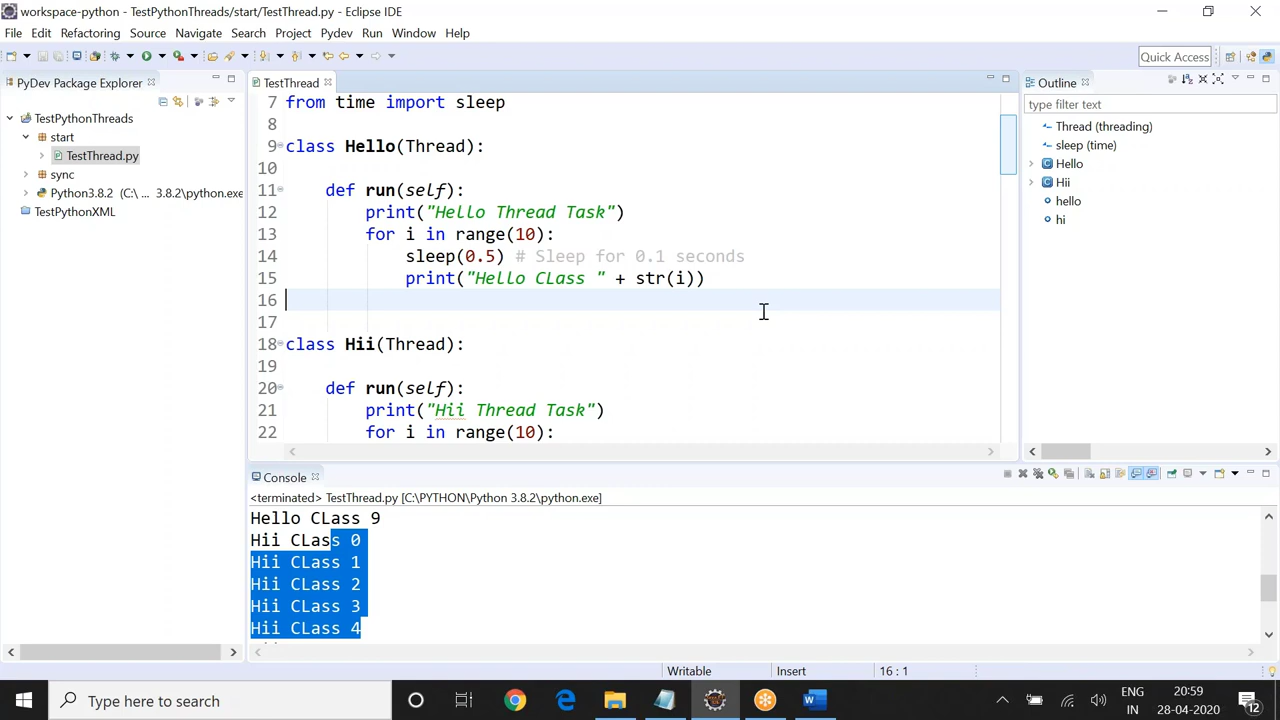 workspace-python - TestPythonThreads/start/TestThread.py - Eclipse IDE
File Edit Refactoring Source Navigate Search Project Pydev Run Window Help
Quick Access
PyDev Package Explorer
TestPythonThreads
start
TestThread.py
sync
Python3.8.2 (C:\ ... 3.8.2\python.exe
TestPythonXML
TestThread
7 from time import sleep
8
9 class Hello(Thread):
10
11 def run(self):
12 print("Hello Thread Task")
13 for i in range(10):
14 sleep(0.5) # Sleep for 0.1 seconds
15 print("Hello CLass " + str(i))
16
17
18 class Hii(Thread):
19
20 def run(self):
21 print("Hii Thread Task")
22 for i in range(10):
Outline
type filter text
Thread (threading)
sleep (time)
Hello
Hii
hello
hi
Console
<terminated> TestThread.py [C:\PYTHON\Python 3.8.2\python.exe]
Hello CLass 9
Hii CLass 0
Hii CLass 1
Hii CLass 2
Hii CLass 3
Hii CLass 4
Writable Insert 16 : 1
Type here to search
ENG
IN
20:59
28-04-2020
12